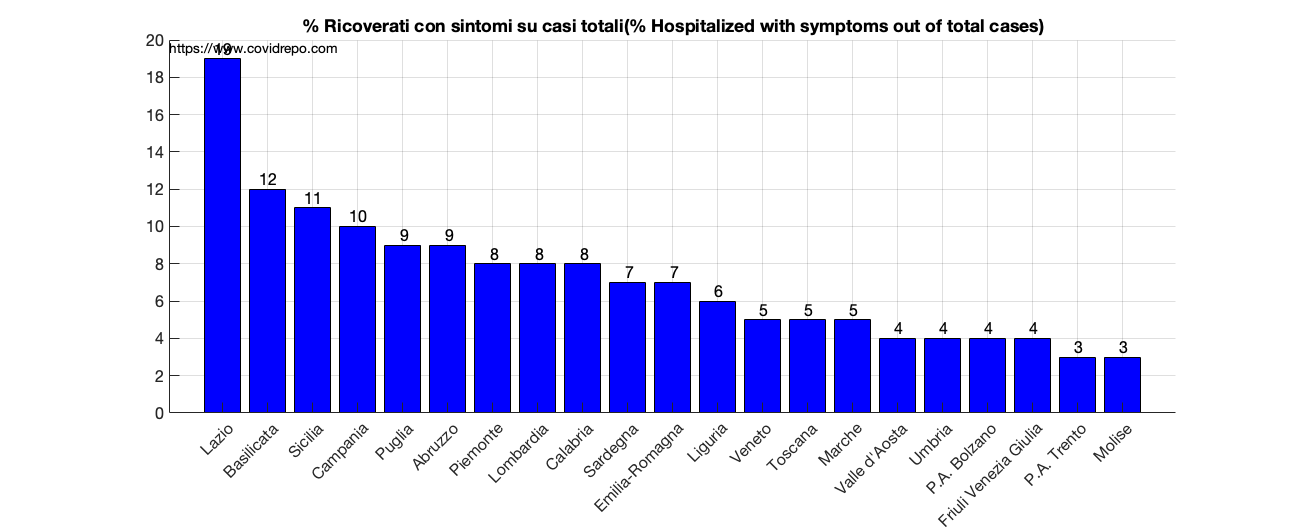 % Ricoverati con sintomi su casi totali(% Hospitalized with symptoms out of total cases)
https://www.covidrepo.com
20
18
16
14
12
10
8
6
4
2
0
19
12
11
10
9
9
8
8
8
7
7
6
5
5
5
4
4
4
4
3
3
Lazio
Basilicata
Sicilia
Campania
Puglia
Abruzzo
Piemonte
Lombardia
Calabria
Sardegna
Emilia-Romagna
Liguria
Veneto
Toscana
Marche
Valle d'Aosta
Umbria
P.A. Bolzano
Friuli Venezia Giulia
P.A. Trento
Molise